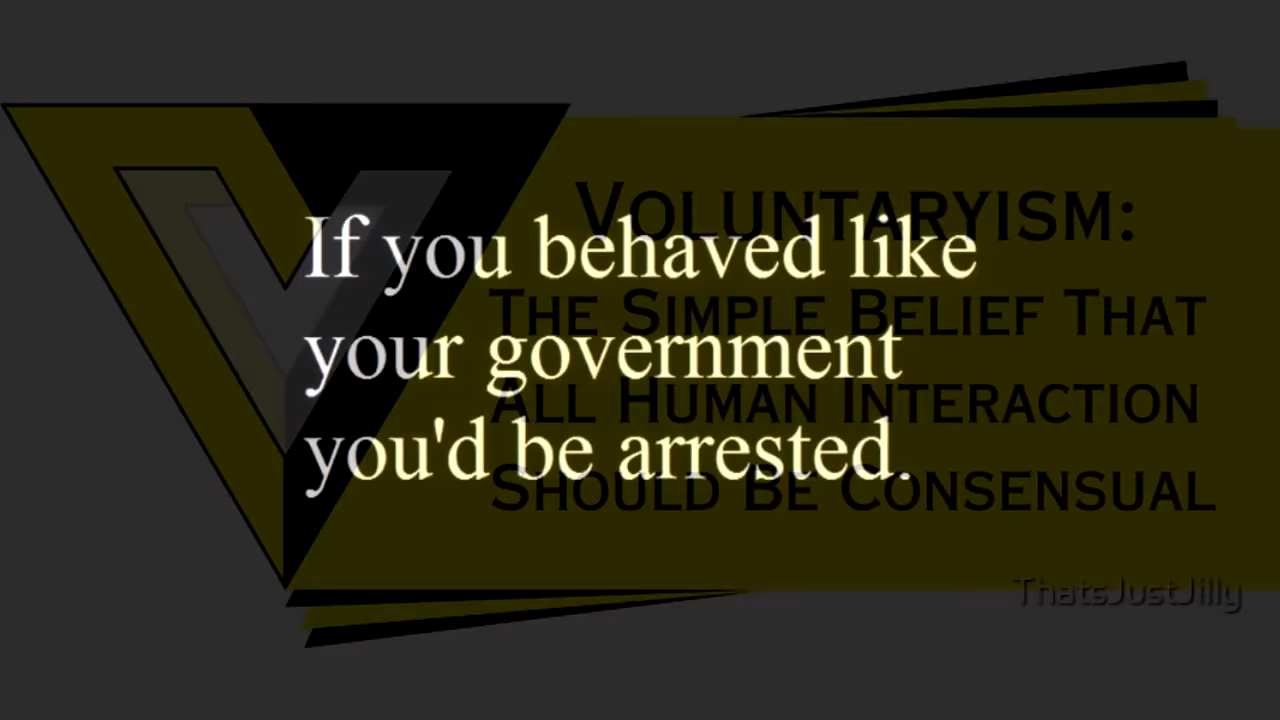 If you behaved like
your government
you'd be arrested.
Voluntaryism:
The Simple Belief That
All Human Interaction
Should Be Consensual
ThatsJustJilly